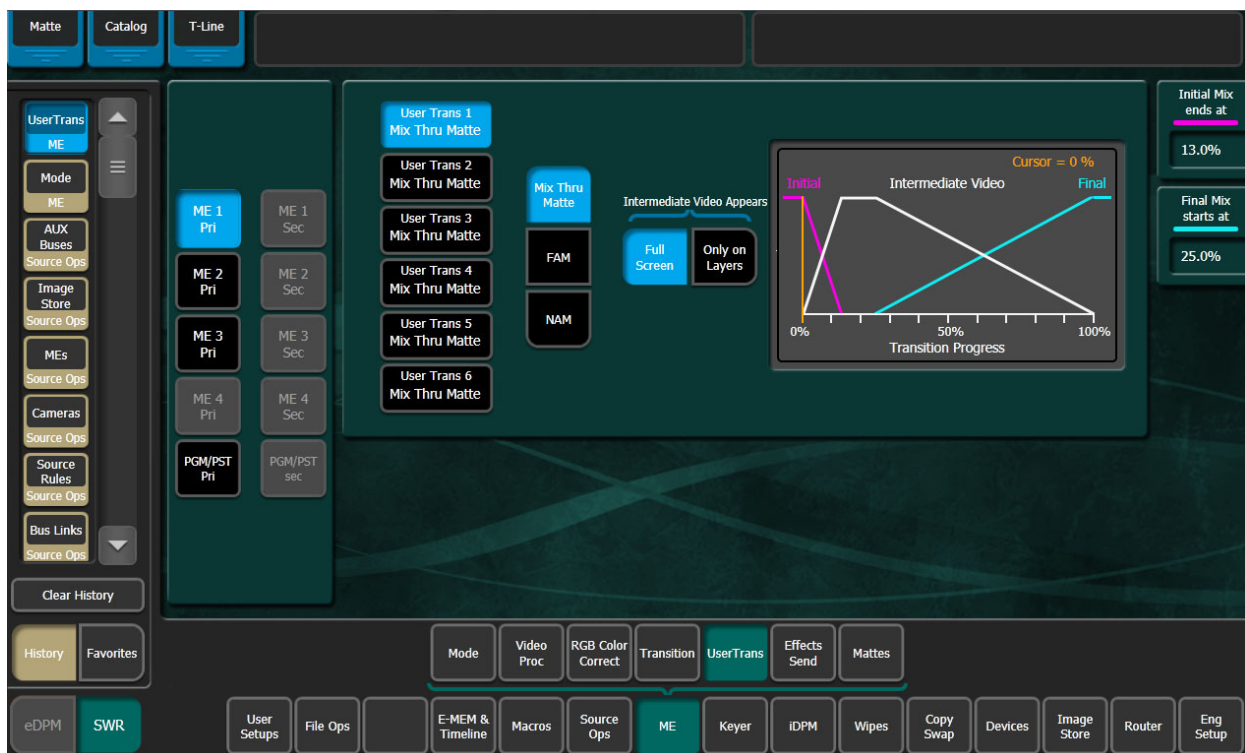 Matte
Catalog
T-Line
UserTrans
ME
Mode
ME
AUX
Buses
Source Ops
Image
Store
Source Ops
MEs
Source Ops
Cameras
Source Ops
Source
Rules
Source Ops
Bus Links
Source Ops
Clear History
History
Favorites
eDPM
SWR
ME 1
Pri
ME 1
Sec
ME 2
Pri
ME 2
Sec
ME 3
Pri
ME 3
Sec
ME 4
Pri
ME 4
Sec
PGM/PST
Pri
PGM/PST
sec
User Trans 1
Mix Thru Matte
User Trans 2
Mix Thru Matte
User Trans 3
Mix Thru Matte
User Trans 4
Mix Thru Matte
User Trans 5
Mix Thru Matte
User Trans 6
Mix Thru Matte
Mix Thru
Matte
FAM
NAM
Intermediate Video Appears
Full
Screen
Only on
Layers
Cursor = 0 %
Initial
Intermediate Video
Final
0%
50%
100%
Transition Progress
Initial Mix
ends at
13.0%
Final Mix
starts at
25.0%
Mode
Video
Proc
RGB Color
Correct
Transition
UserTrans
Effects
Send
Mattes
User
Setups
File Ops
E-MEM &
Timeline
Macros
Source
Ops
ME
Keyer
iDPM
Wipes
Copy
Swap
Devices
Image
Store
Router
Eng
Setup